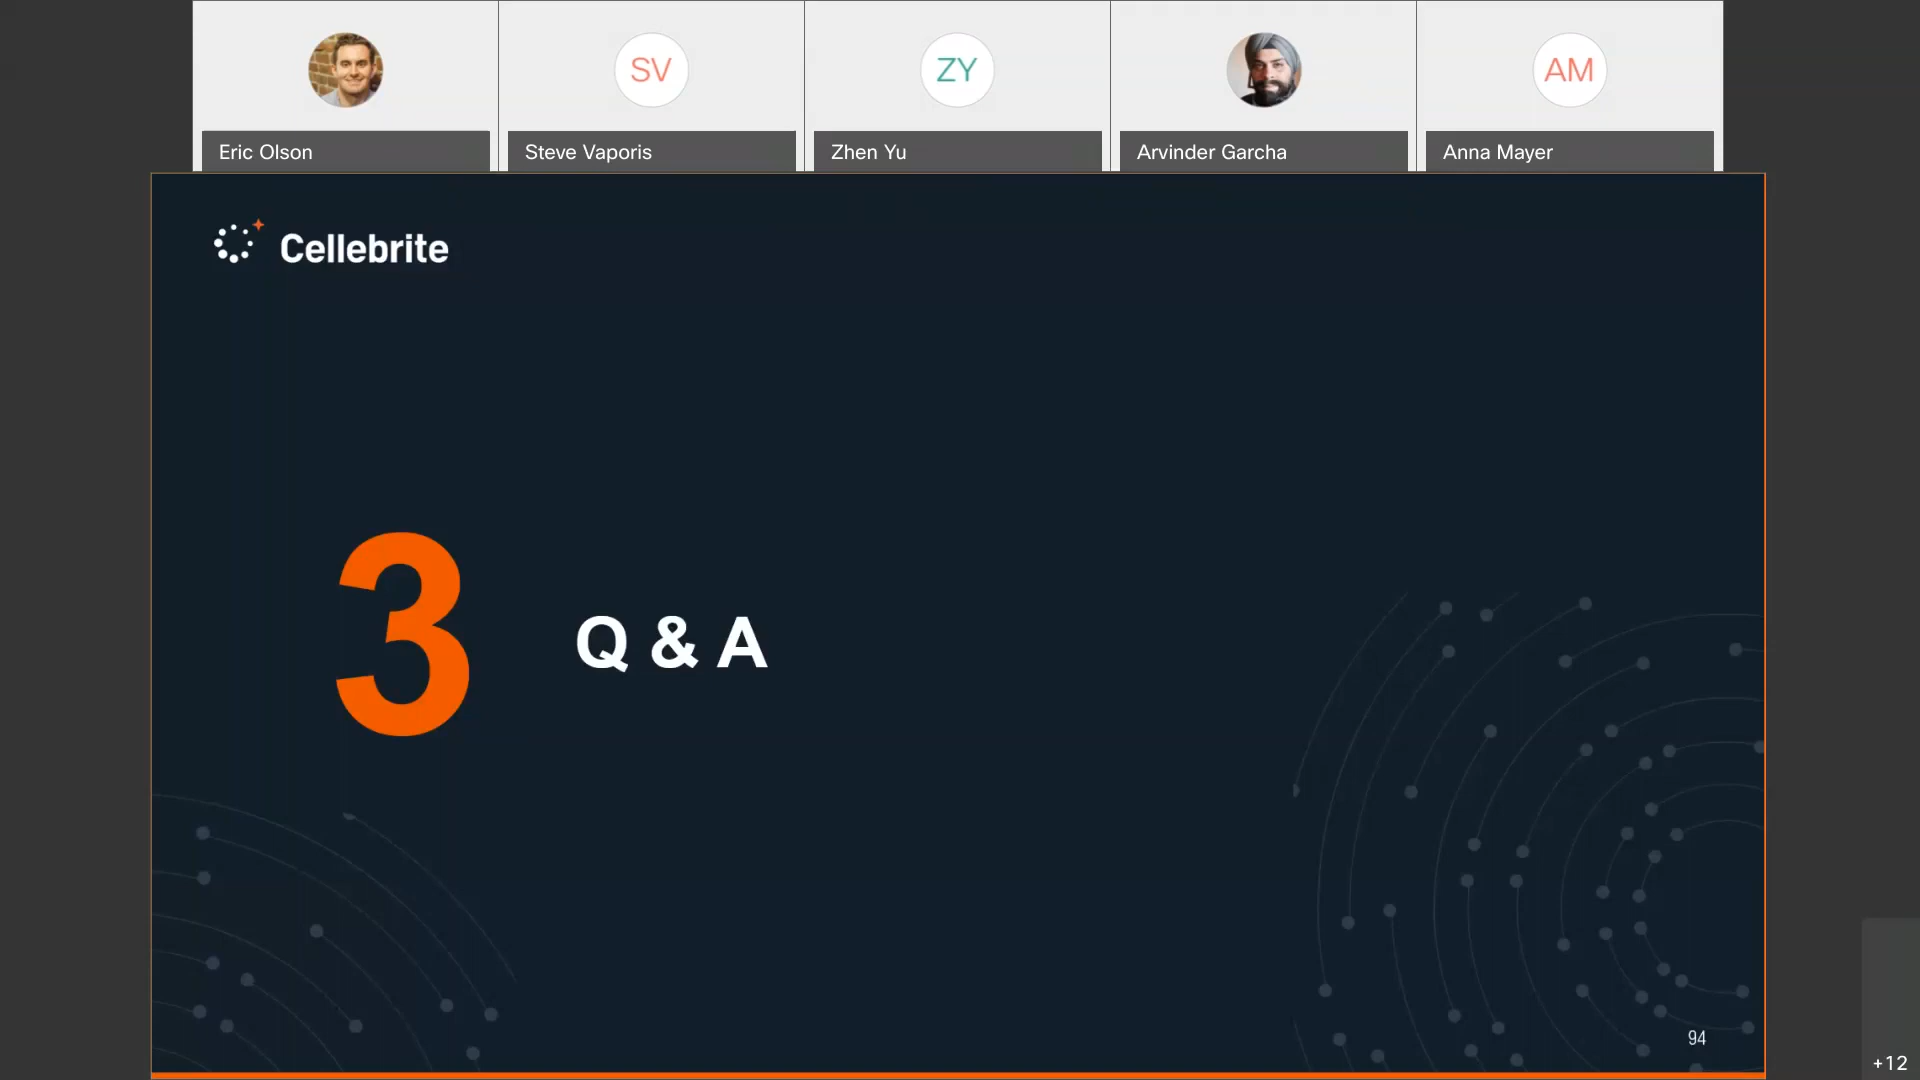 SV
ZY
AM
Eric Olson
Steve Vaporis
Zhen Yu
Arvinder Garcha
Anna Mayer
Cellebrite
3
Q & A
94
+12